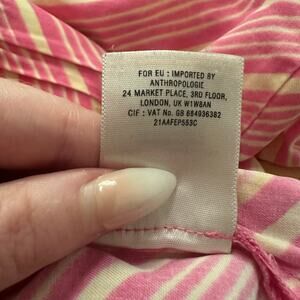 FOR EU : IMPORTED BY
ANTHROPOLOGIE
24 MARKET PLACE, 3RD FLOOR,
LONDON, UK W1W8AN
CIF : VAT No. GB 664936382
21AAFEP553C